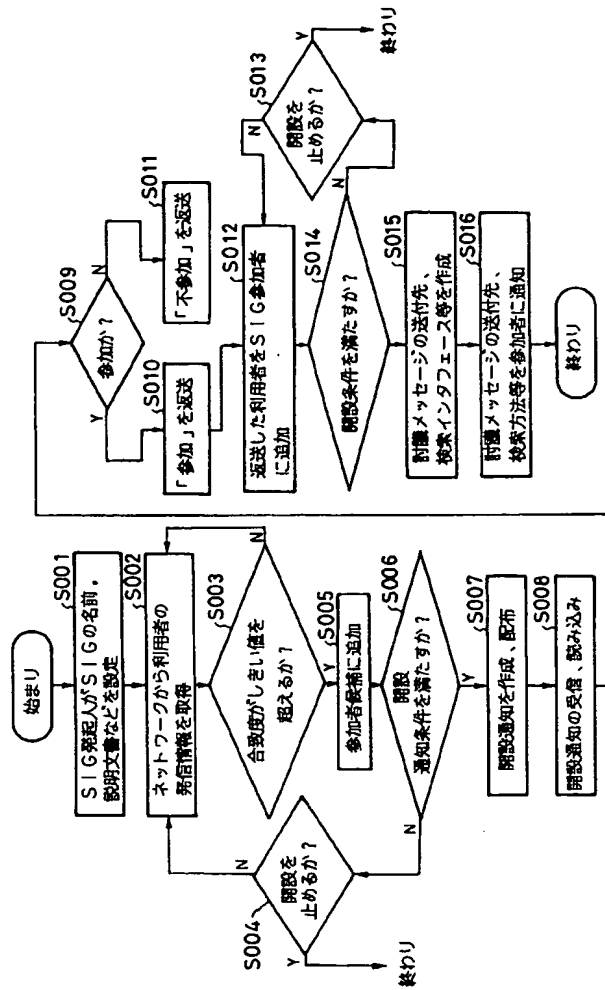 始まり
S001
SIG発起人がSIGの名前,
説明文書などを設定
S002
ネットワークから利用者の
発信情報を取得
S003
合致度がしきい値を
超えるか?
N
Y
S005
参加者候補に追加
S006
開設
通知条件を満たすか?
N
Y
S004
開設を
止めるか?
N
Y
終わり
S007
開設通知を作成、配布
S008
開設通知の受信、読み込み
S009
参加か?
Y
N
S010
「参加」を返送
S011
「不参加」を返送
S012
返送した利用者をSIG参加者
に追加
S013
開設を
止めるか?
N
Y
終わり
S014
開設条件を満たすか?
N
S015
討議メッセージの送付先、
検索インタフェース等を作成
S016
討議メッセージの送付先、
検索方法等を参加者に通知
終わり